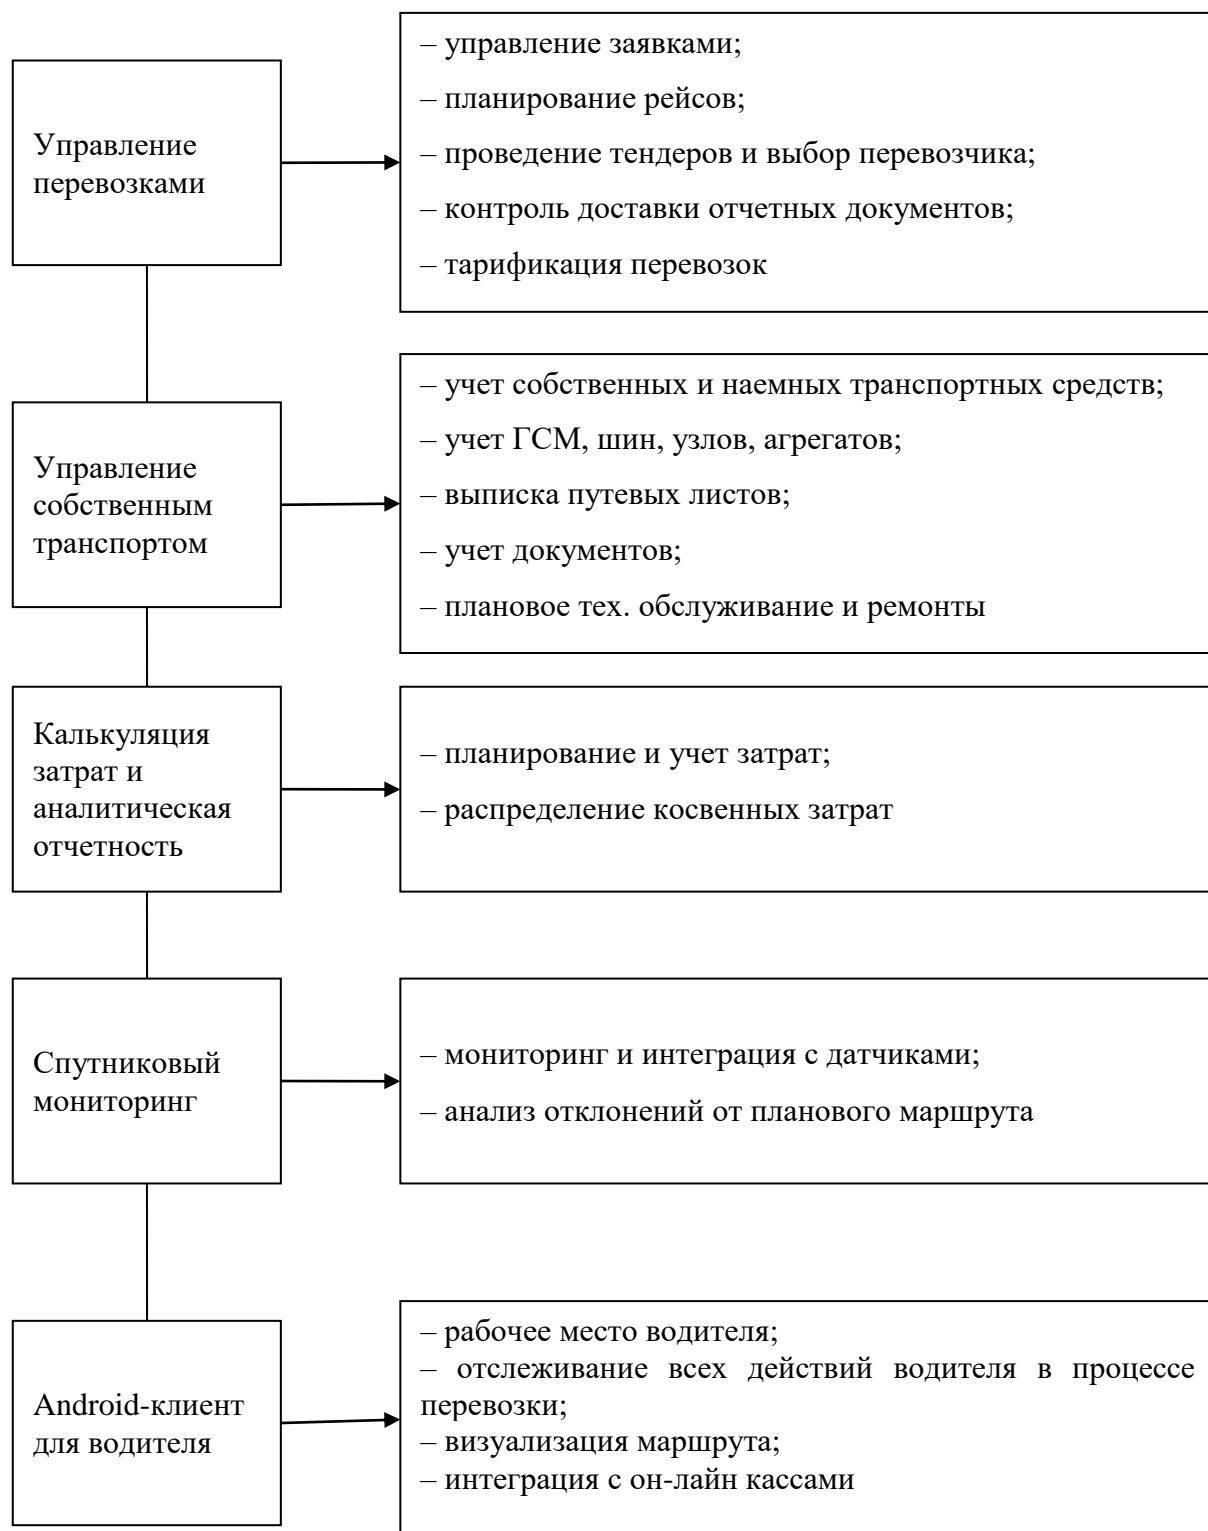 Управление
перевозками
– управление заявками;
– планирование рейсов;
– проведение тендеров и выбор перевозчика;
– контроль доставки отчетных документов;
– тарификация перевозок
Управление
собственным
транспортом
– учет собственных и наемных транспортных средств;
– учет ГСМ, шин, узлов, агрегатов;
– выписка путевых листов;
– учет документов;
– плановое тех. обслуживание и ремонты
Калькуляция
затрат и
аналитическая
отчетность
– планирование и учет затрат;
– распределение косвенных затрат
Спутниковый
мониторинг
– мониторинг и интеграция с датчиками;
– анализ отклонений от планового маршрута
Android-клиент
для водителя
– рабочее место водителя;
– отслеживание всех действий водителя в процессе
перевозки;
– визуализация маршрута;
– интеграция с он-лайн кассами